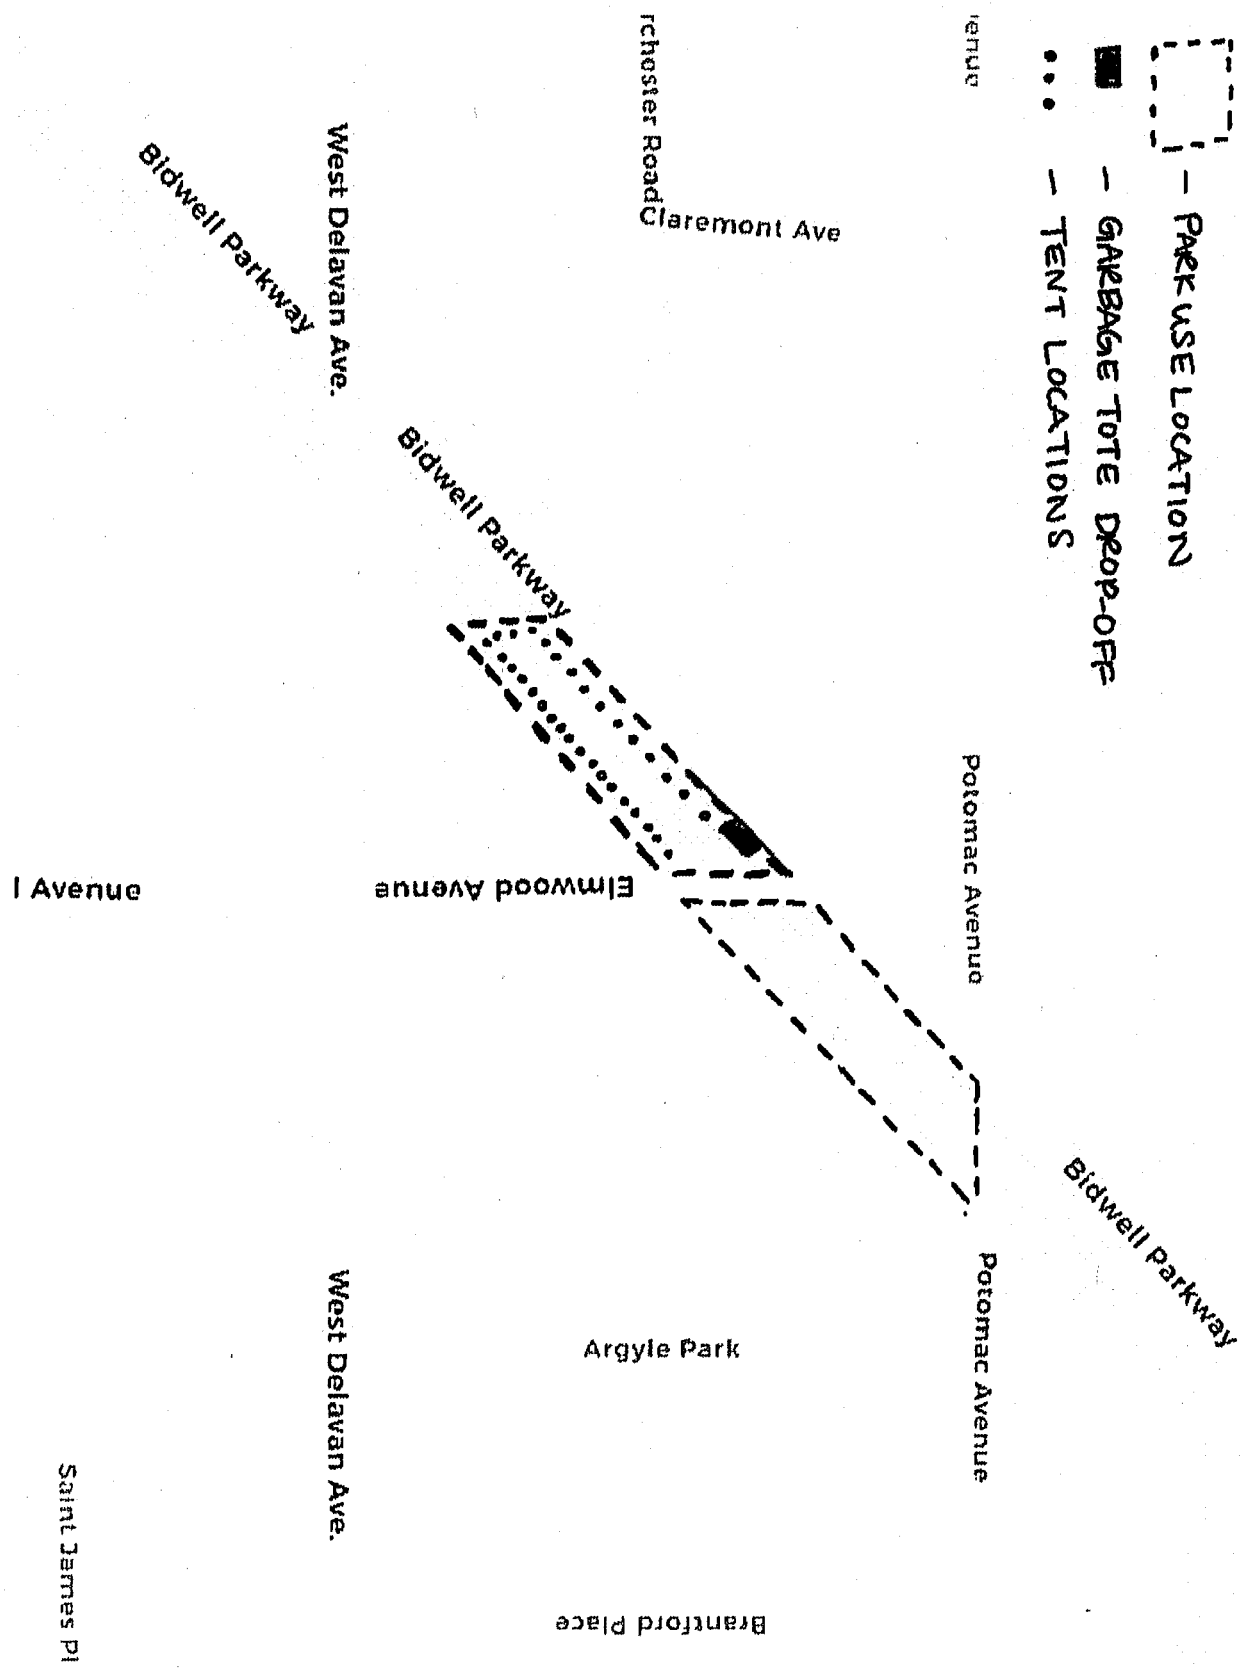 - PARK USE LOCATION
- GARBAGE TOTE DROP-OFF
- TENT LOCATIONS
Bidwell Parkway
enue
Potomac Avenue
Potomac Avenue
Claremont Ave
rchester Road
Argyle Park
Brantford Place
Elmwood Avenue
Bidwell Parkway
West Delavan Ave.
West Delavan Ave.
Bidwell Parkway
l Avenue
Saint James Pl